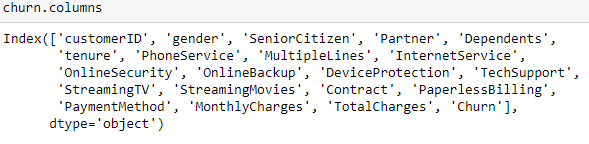 churn.columns
Index(['customerID', 'gender', 'SeniorCitizen', 'Partner', 'Dependents',
'tenure', 'PhoneService', 'MultipleLines', 'InternetService',
'OnlineSecurity', 'OnlineBackup', 'DeviceProtection', 'TechSupport',
'StreamingTV', 'StreamingMovies', 'Contract', 'PaperlessBilling',
'PaymentMethod', 'MonthlyCharges', 'TotalCharges', 'Churn'],
dtype='object')